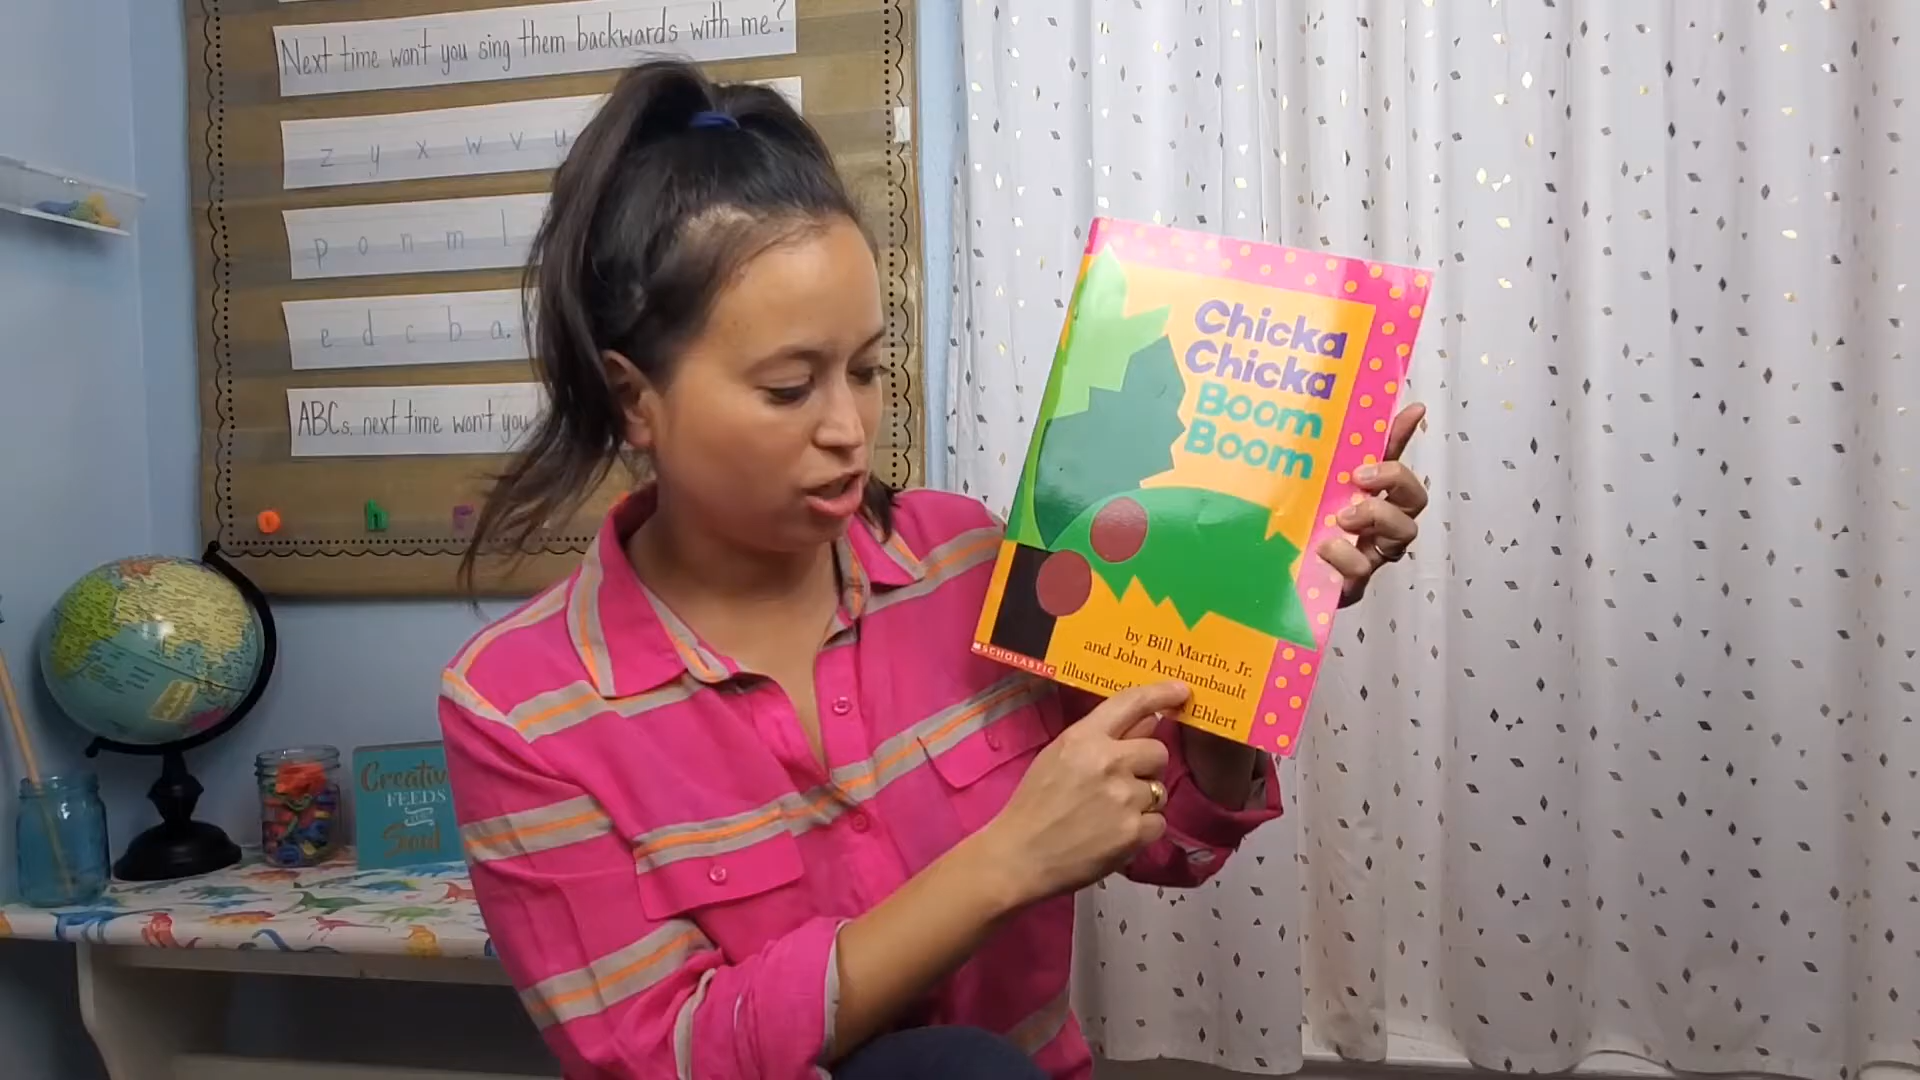 Next time won't you sing them backwards with me?
z y x w v u
p o n m l
e d c b a.
ABCs, next time won't you
h
Creativ
FEEDS
Soul
Chicka
Chicka
Boom
Boom
by Bill Martin, Jr.
and John Archambault
illustrated Ehlert
SCHOLASTIC